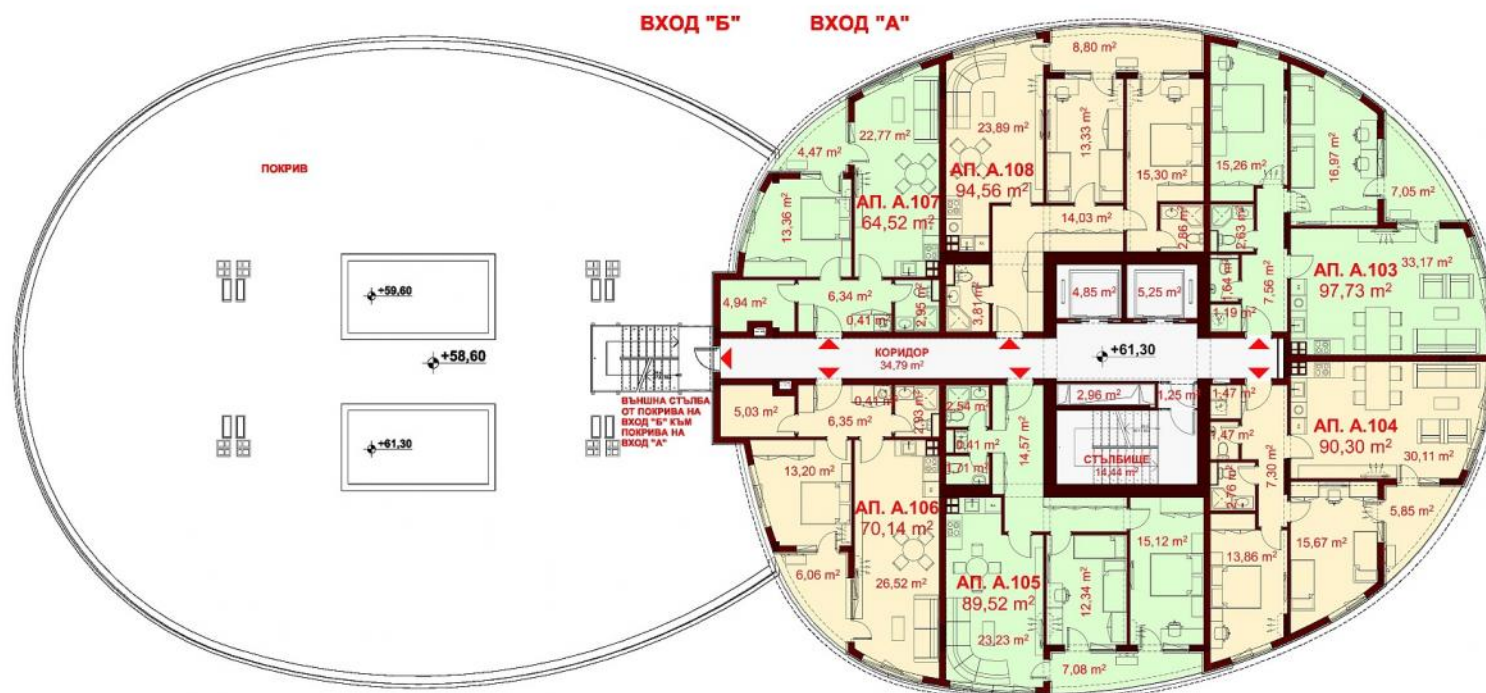 ВХОД "Б"
ВХОД "А"
ПОКРИВ
+59,60
+58,60
+61,30
ВЪНШНА СТЪЛБА
ОТ ПОКРИВА НА
ВХОД "Б" КЪМ
ПОКРИВА НА
ВХОД "А"
4,47 m²
22,77 m²
13,36 m²
АП. А.107
64,52 m²
4,94 m²
6,34 m²
0,41 m²
2,95 m²
8,80 m²
23,89 m²
13,33 m²
15,30 m²
АП. А.108
94,56 m²
14,03 m²
2,86 m²
3,81 m²
4,85 m²
5,25 m²
15,26 m²
16,97 m²
7,05 m²
2,63 m²
1,64 m²
1,19 m²
7,56 m²
АП. А.103
97,73 m²
33,17 m²
КОРИДОР
34,79 m²
+61,30
5,03 m²
6,35 m²
0,41 m²
2,93 m²
13,20 m²
АП. А.106
70,14 m²
6,06 m²
26,52 m²
2,54 m²
0,41 m²
1,01 m²
14,57 m²
2,96 m²
1,25 m²
СТЪЛБИЩЕ
14,44 m²
АП. А.105
89,52 m²
23,23 m²
12,34 m²
15,12 m²
7,08 m²
1,47 m²
1,47 m²
2,76 m²
7,30 m²
АП. А.104
90,30 m²
30,11 m²
5,85 m²
13,86 m²
15,67 m²